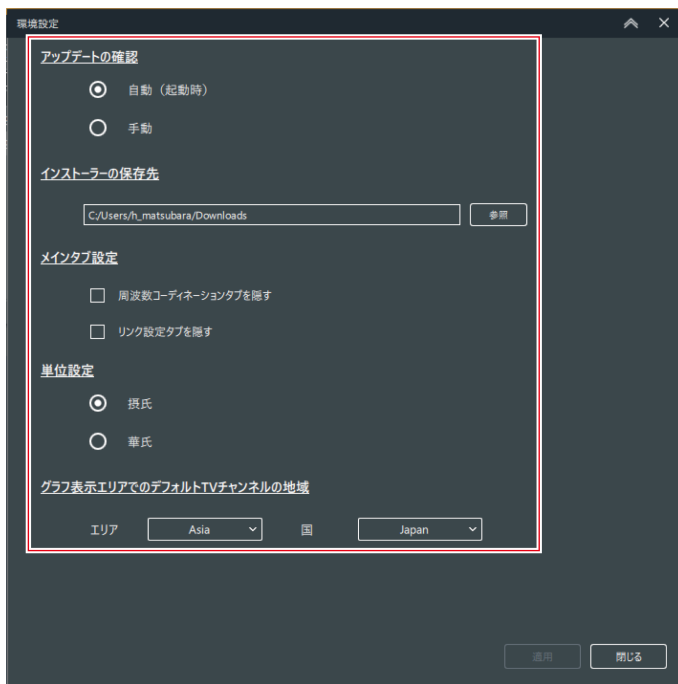 環境設定
アップデートの確認
自動（起動時）
手動
インストーラーの保存先
C:/Users/h_matsubara/Downloads 参照
メインタブ設定
周波数コーディネーションタブを隠す
リンク設定タブを隠す
単位設定
摂氏
華氏
グラフ表示エリアでのデフォルトTVチャンネルの地域
エリア Asia 国 Japan
適用 閉じる